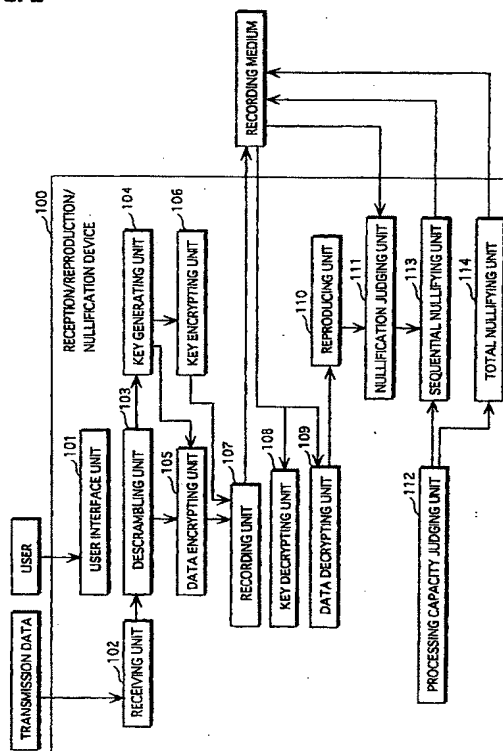 TRANSMISSION DATA
USER
100
RECEPTION/REPRODUCTION/
NULLIFICATION DEVICE
101
USER INTERFACE UNIT
102
RECEIVING UNIT
103
DESCRAMBLING UNIT
104
KEY GENERATING UNIT
105
DATA ENCRYPTING UNIT
106
KEY ENCRYPTING UNIT
107
RECORDING UNIT
RECORDING MEDIUM
108
KEY DECRYPTING UNIT
109
DATA DECRYPTING UNIT
110
REPRODUCING UNIT
111
NULLIFICATION JUDGING UNIT
112
PROCESSING CAPACITY JUDGING UNIT
113
SEQUENTIAL NULLIFYING UNIT
114
TOTAL NULLIFYING UNIT